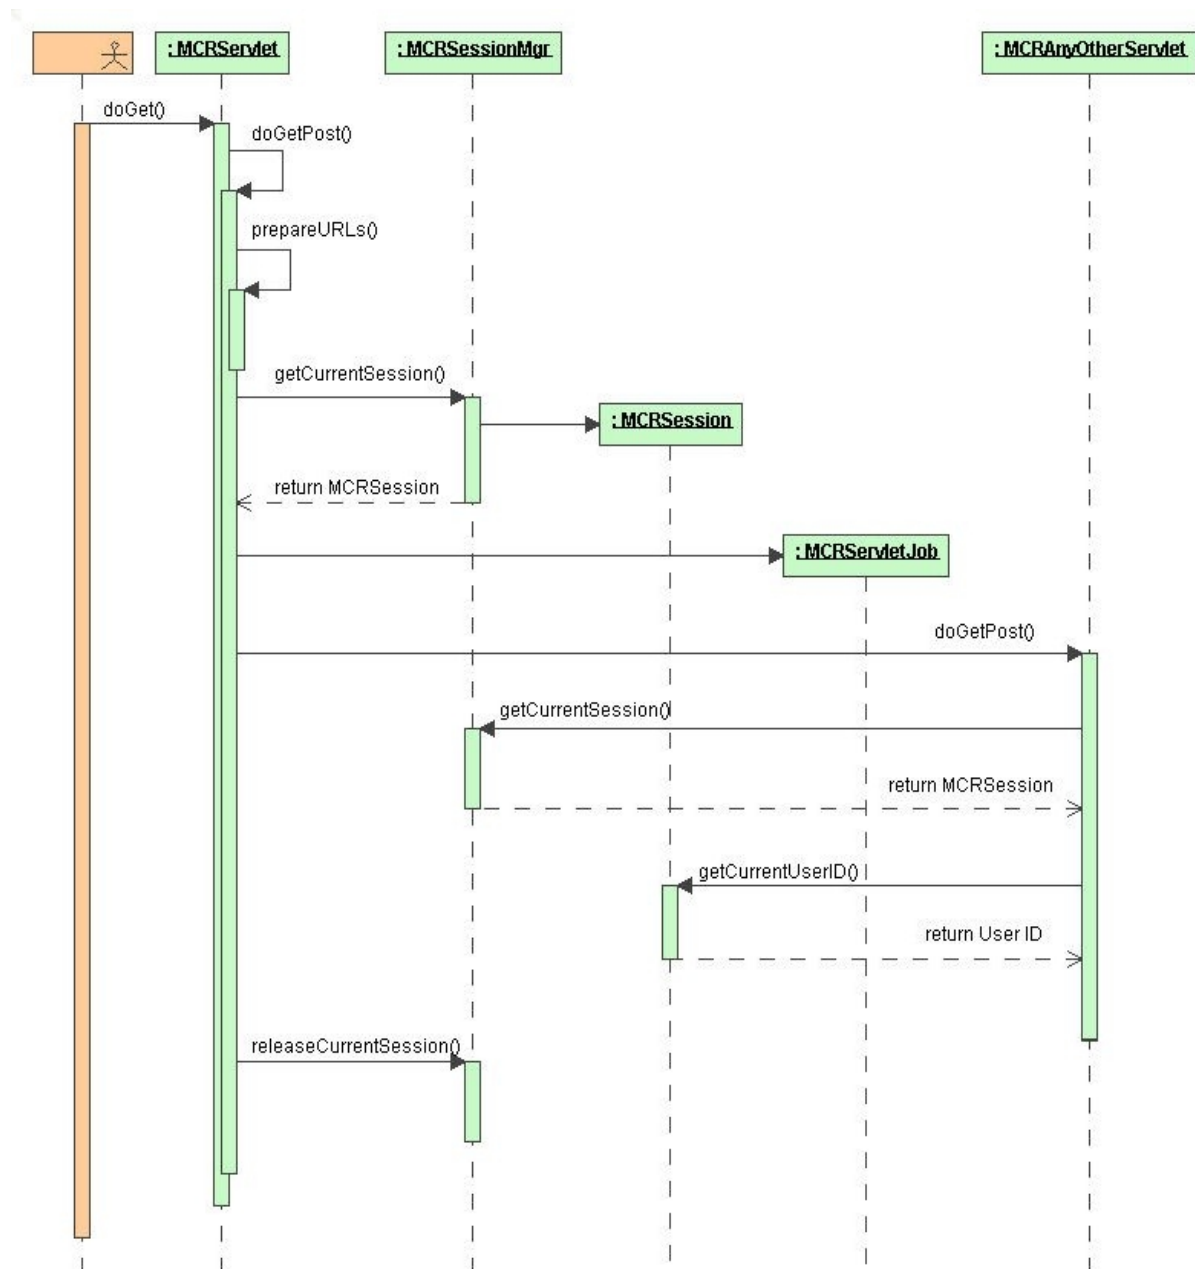 : MCRServlet
: MCRSessionMgr
: MCRAnyOtherServlet
doGet()
doGetPost()
prepareURLs()
getCurrentSession()
: MCRSession
return MCRSession
: MCRServletJob
doGetPost()
getCurrentSession()
return MCRSession
getCurrentUserID()
return User ID
releaseCurrentSession()